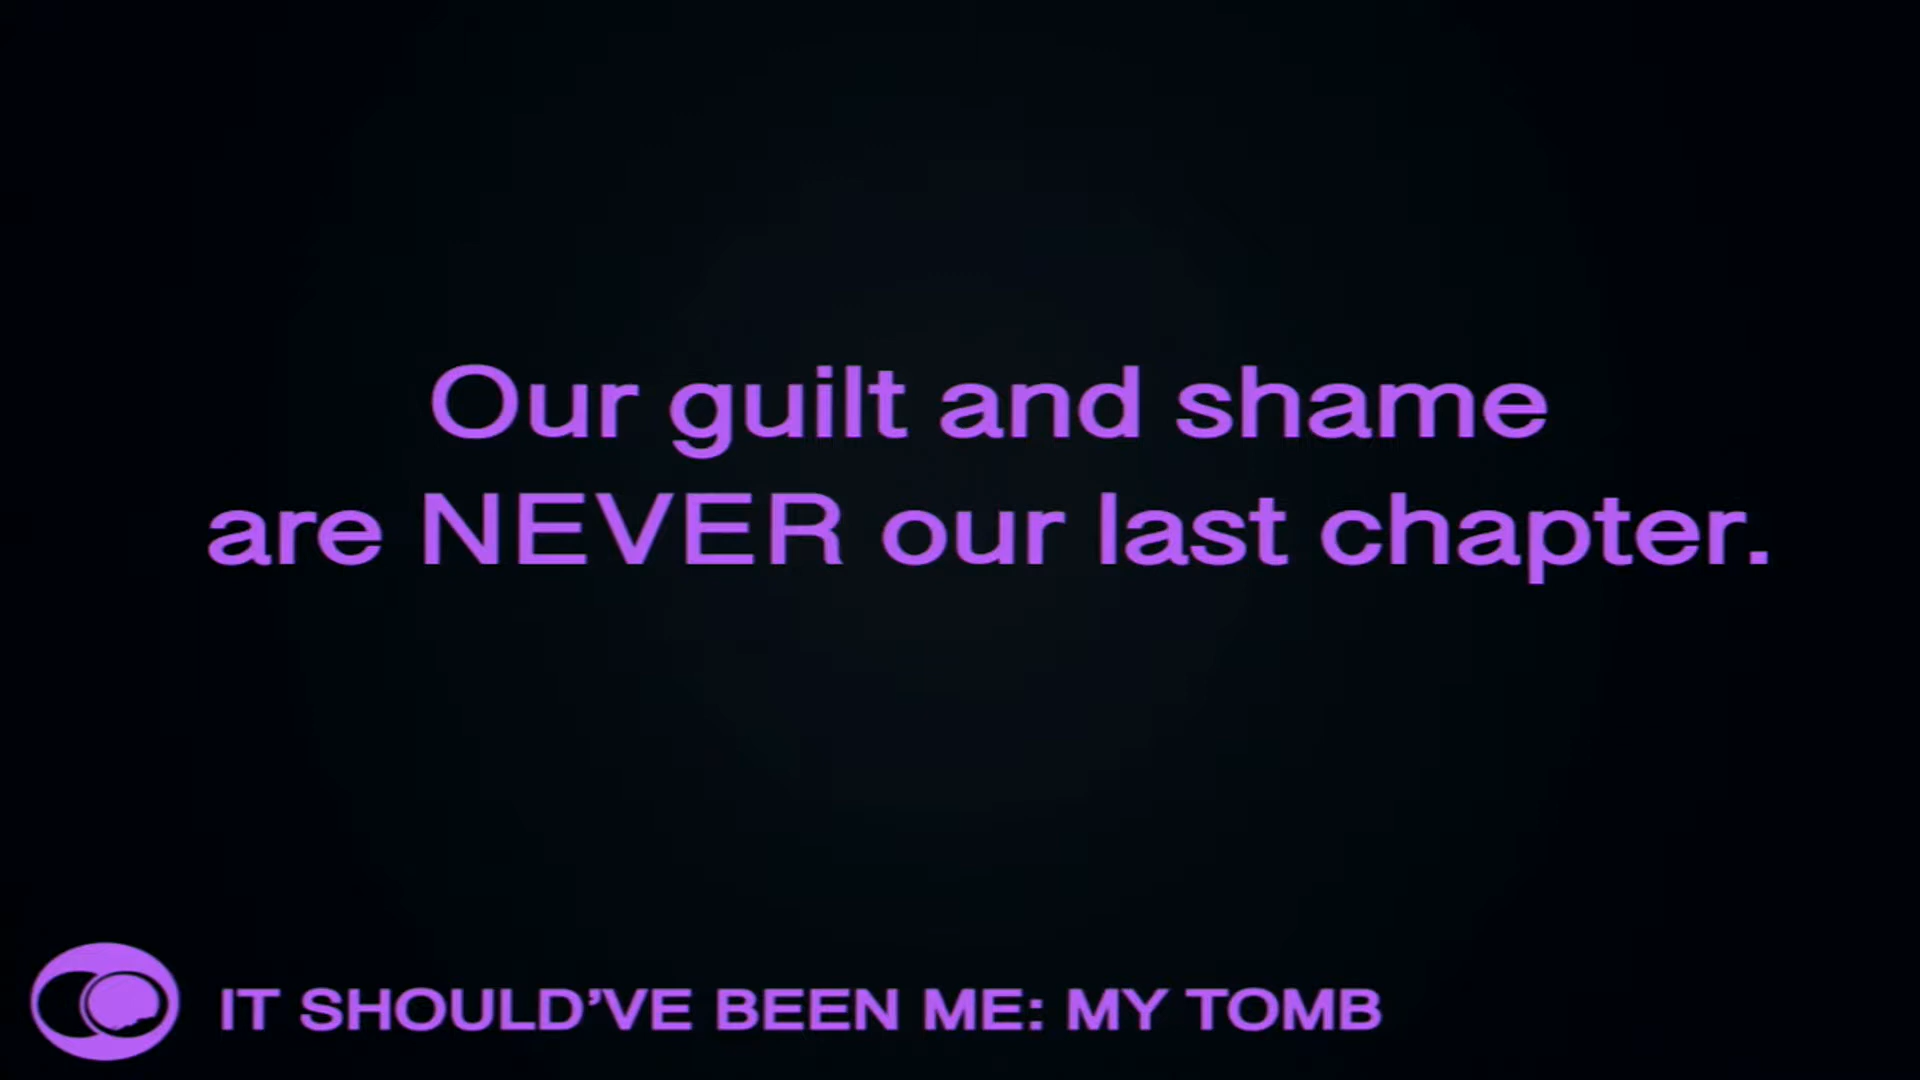 Our guilt and shame
are NEVER our last chapter.
IT SHOULD’VE BEEN ME: MY TOMB